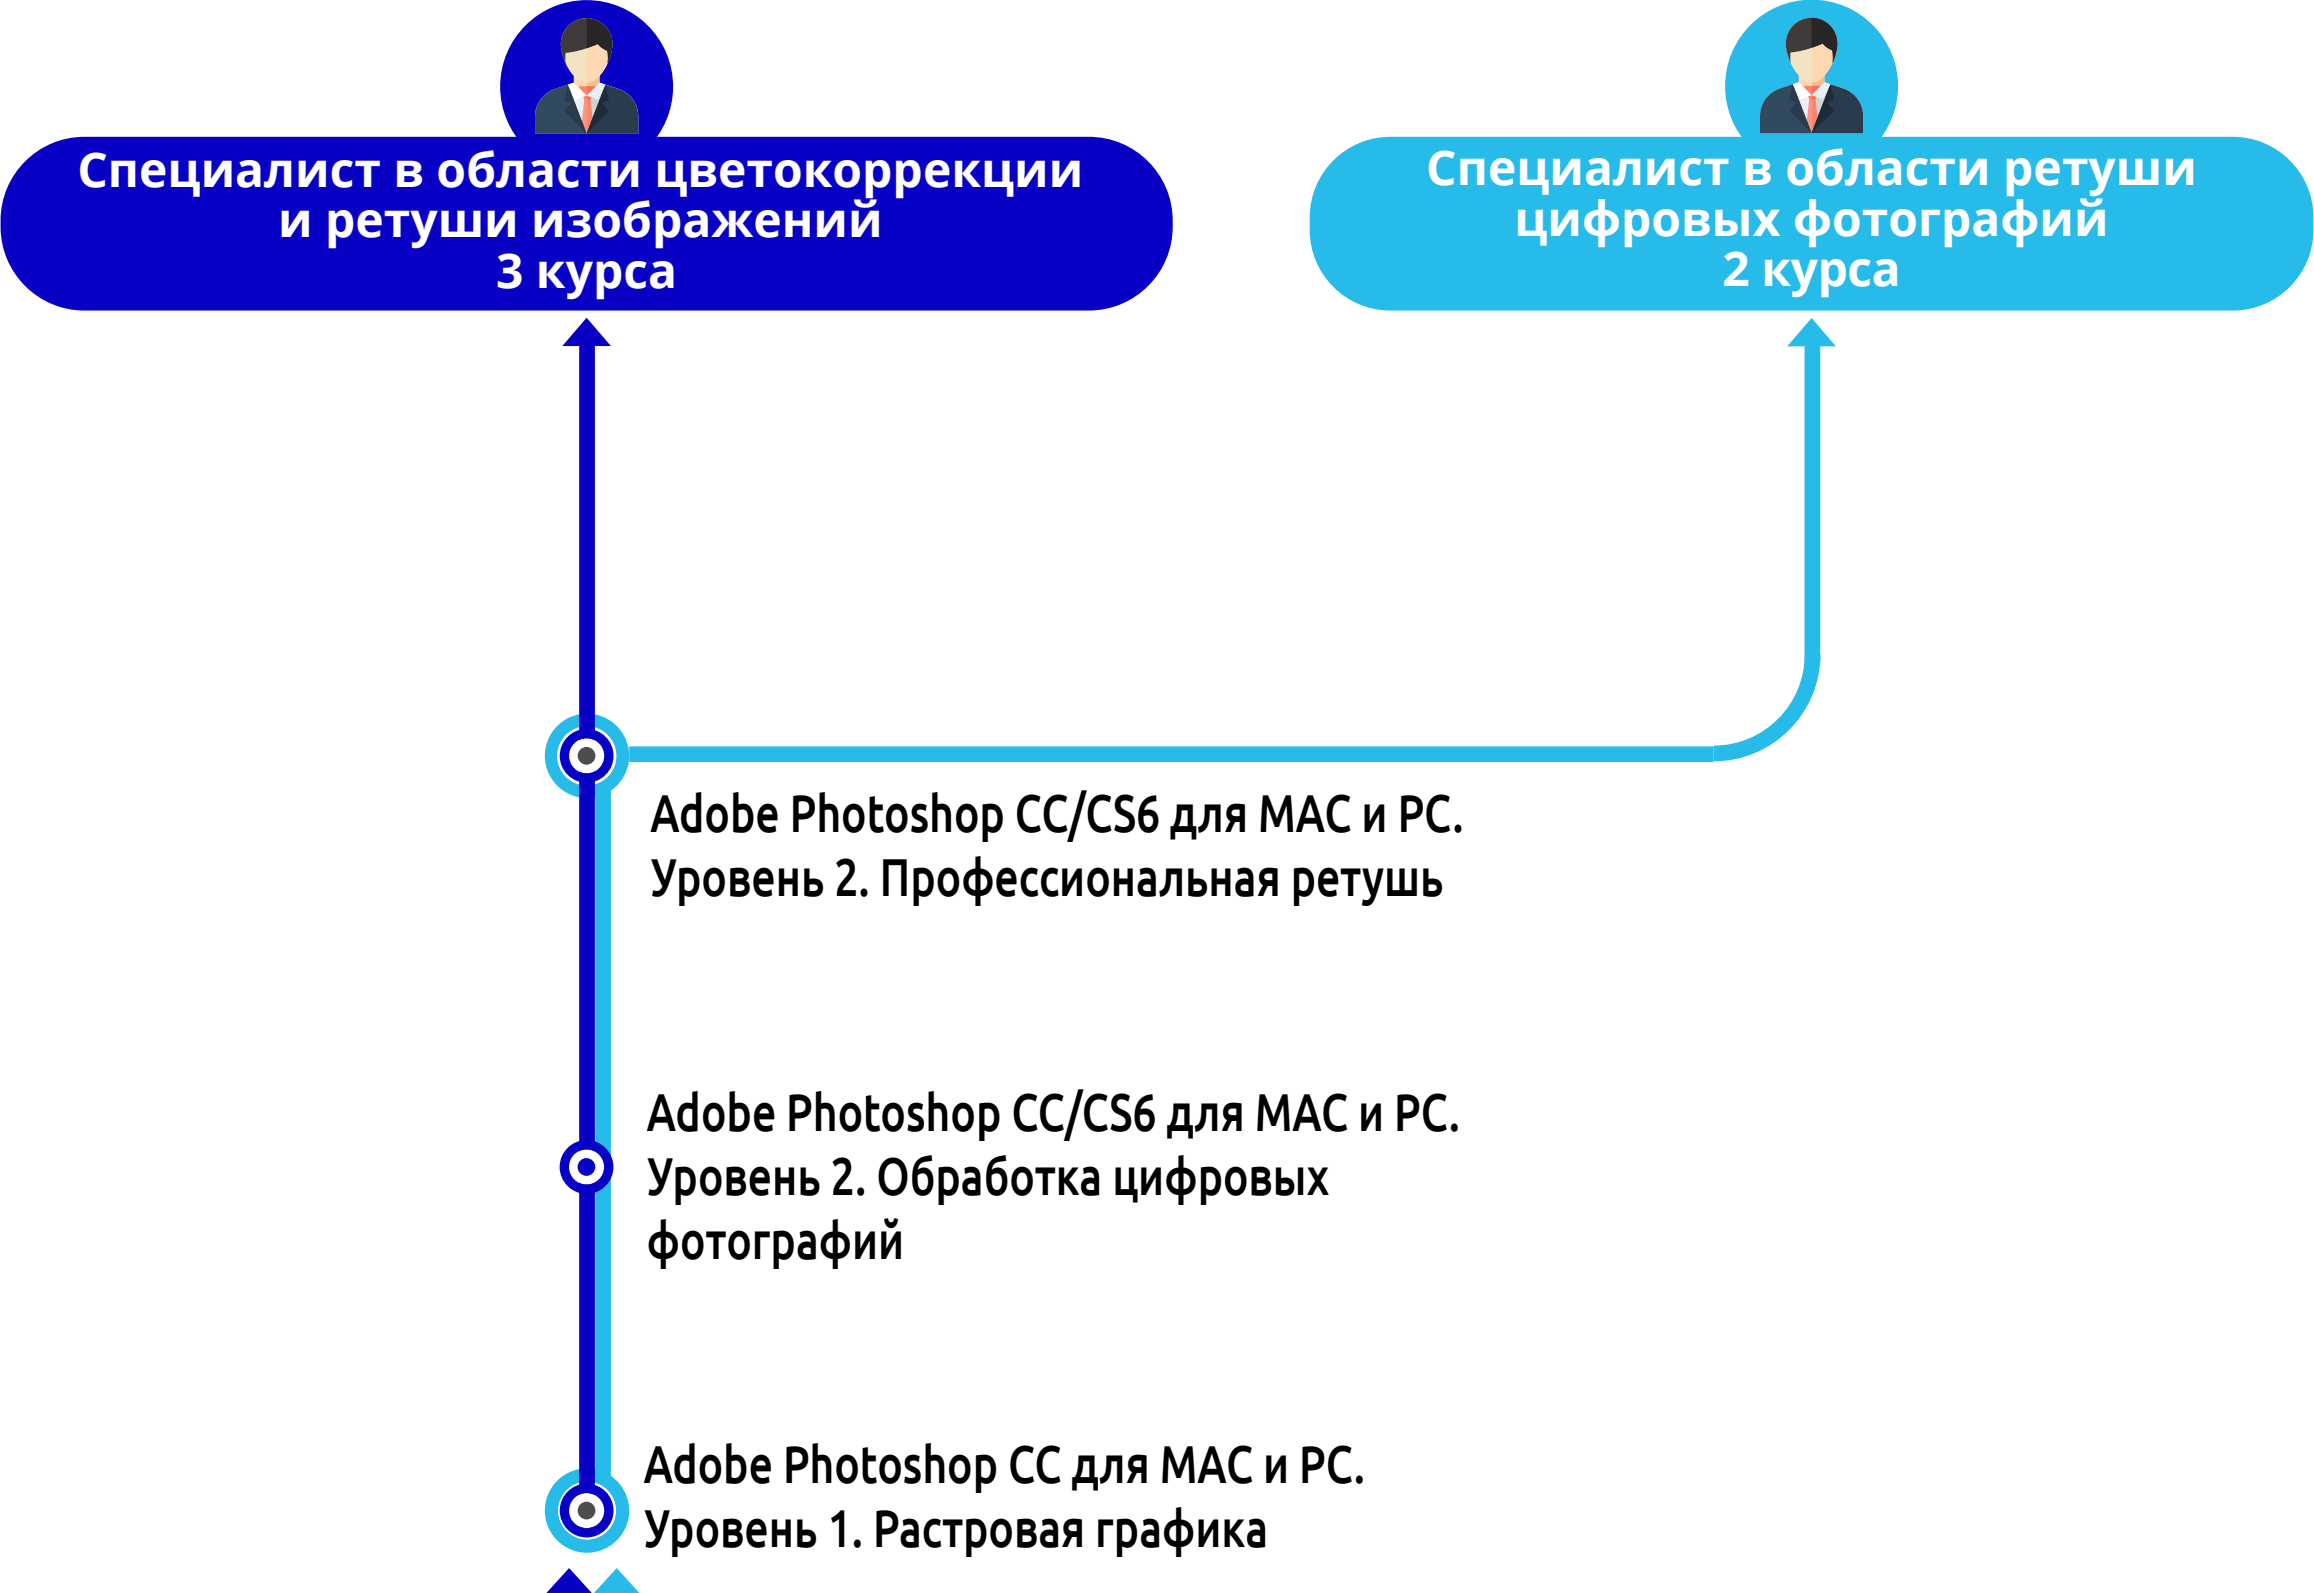 Специалист в области цветокоррекции
и ретуши изображений
3 курса
Специалист в области ретуши
цифровых фотографий
2 курса
Adobe Photoshop CC/CS6 для MAC и PC.
Уровень 2. Профессиональная ретушь
Adobe Photoshop CC/CS6 для MAC и PC.
Уровень 2. Обработка цифровых
фотографий
Adobe Photoshop CC для MAC и PC.
Уровень 1. Растровая графика